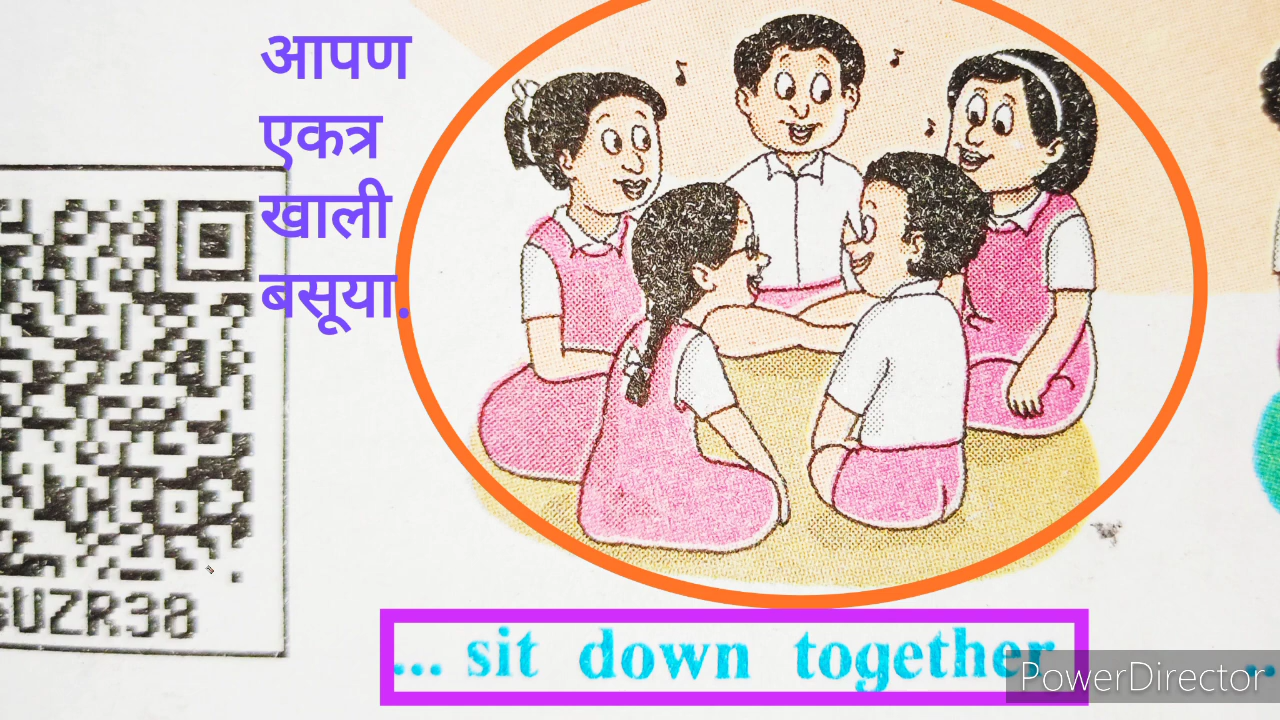 आपण
एकत्र
खाली
बसूया.
... sit down together
PowerDirector